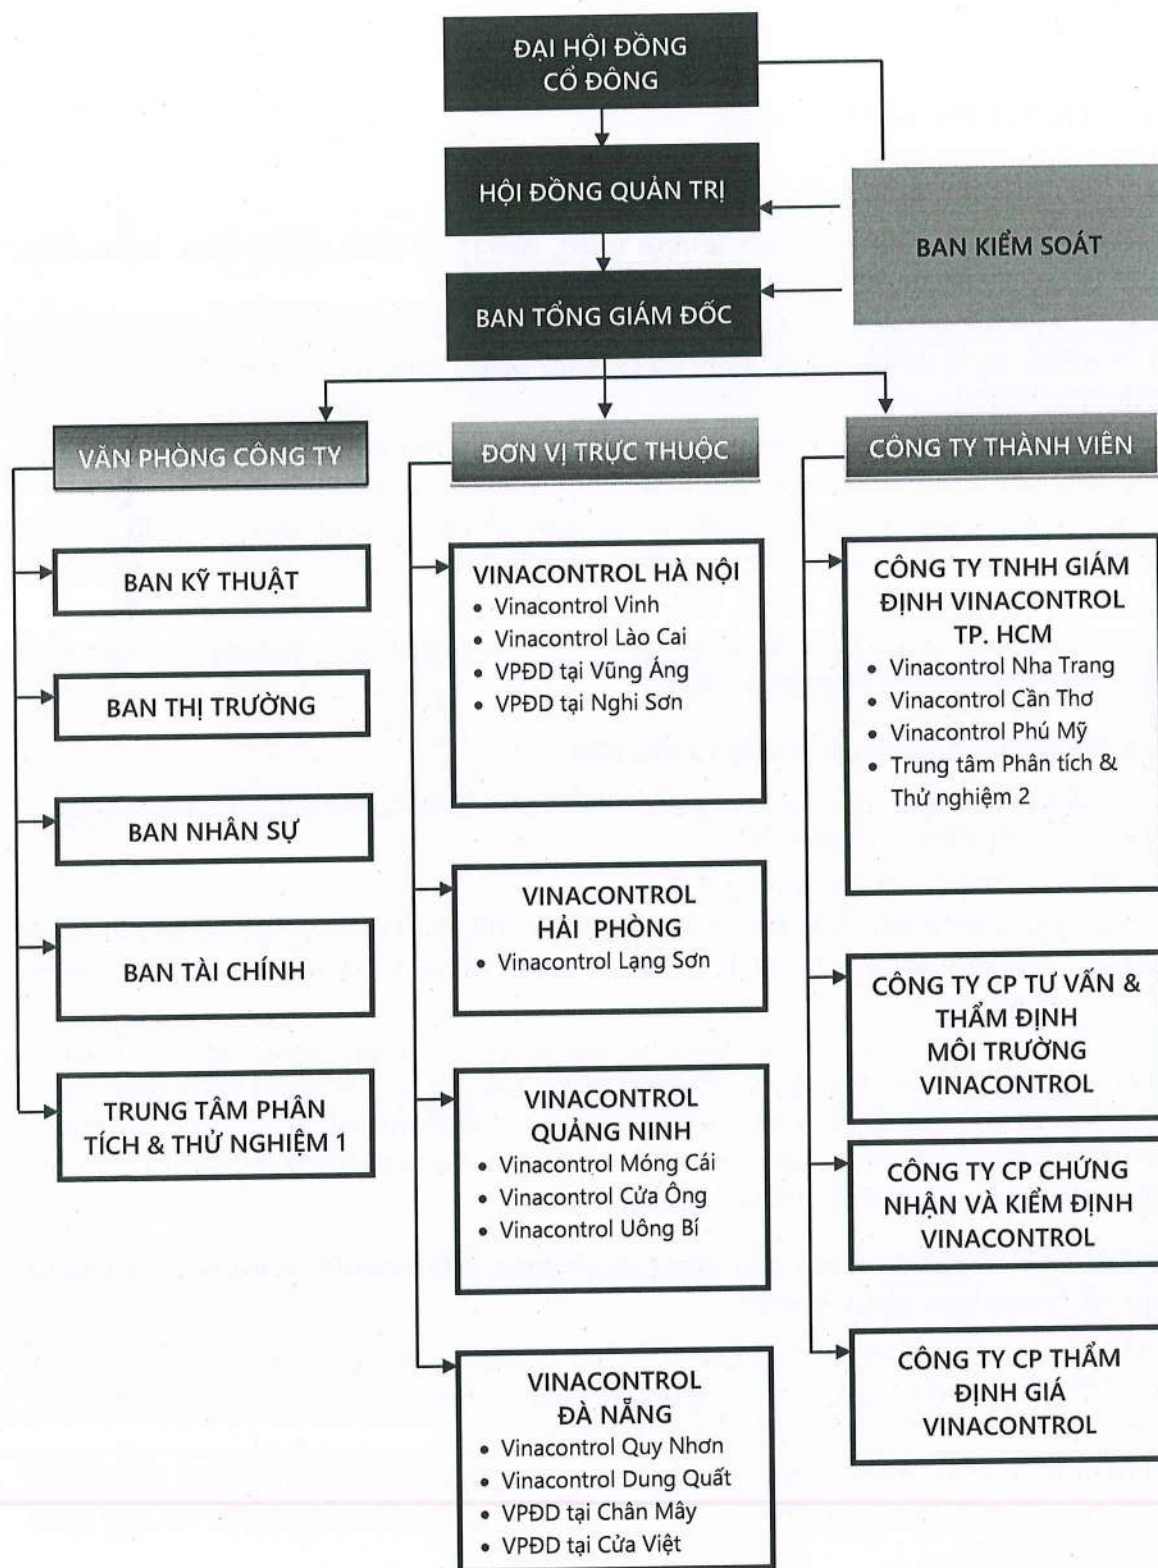 ĐẠI HỘI ĐỒNG
CỔ ĐÔNG
HỘI ĐỒNG QUẢN TRỊ
BAN KIỂM SOÁT
BAN TỔNG GIÁM ĐỐC
VĂN PHÒNG CÔNG TY
BAN KỸ THUẬT
BAN THỊ TRƯỜNG
BAN NHÂN SỰ
BAN TÀI CHÍNH
TRUNG TÂM PHÂN
TÍCH & THỬ NGHIỆM 1
ĐƠN VỊ TRỰC THUỘC
VINACONTROL HÀ NỘI
• Vinacontrol Vinh
• Vinacontrol Lào Cai
• VPĐD tại Vũng Áng
• VPĐD tại Nghi Sơn
VINACONTROL
HẢI PHÒNG
• Vinacontrol Lạng Sơn
VINACONTROL
QUẢNG NINH
• Vinacontrol Móng Cái
• Vinacontrol Cửa Ông
• Vinacontrol Uông Bí
VINACONTROL
ĐÀ NẴNG
• Vinacontrol Quy Nhơn
• Vinacontrol Dung Quất
• VPĐD tại Chân Mây
• VPĐD tại Cửa Việt
CÔNG TY THÀNH VIÊN
CÔNG TY TNHH GIÁM
ĐỊNH VINACONTROL
TP. HCM
• Vinacontrol Nha Trang
• Vinacontrol Cần Thơ
• Vinacontrol Phú Mỹ
• Trung tâm Phân tích &
Thử nghiệm 2
CÔNG TY CP TƯ VẤN &
THẨM ĐỊNH
MÔI TRƯỜNG
VINACONTROL
CÔNG TY CP CHỨNG
NHẬN VÀ KIỂM ĐỊNH
VINACONTROL
CÔNG TY CP THẨM
ĐỊNH GIÁ
VINACONTROL